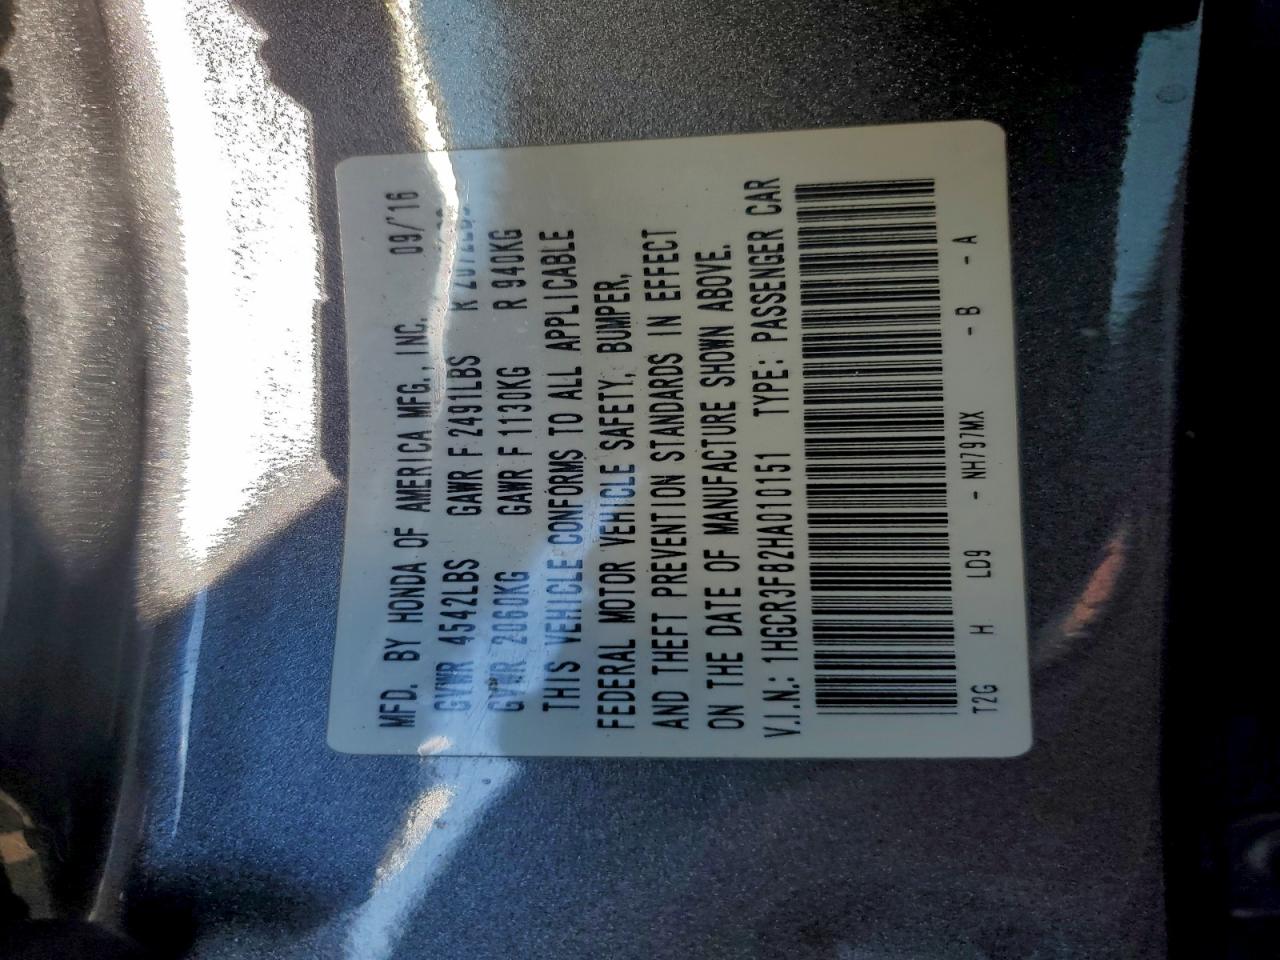 MFD. BY HONDA OF AMERICA MFG., INC. 09/'16
GVWR 4542LBS GAWR F 2491LBS R 2072LBS
GVWR 2060KG GAWR F 1130KG R 940KG
THIS VEHICLE CONFORMS TO ALL APPLICABLE
FEDERAL MOTOR VEHICLE SAFETY, BUMPER,
AND THEFT PREVENTION STANDARDS IN EFFECT
ON THE DATE OF MANUFACTURE SHOWN ABOVE.
V.I.N.: 1HGCR3F82HA010151 TYPE: PASSENGER CAR
T2G H LD9 - NH797MX - B - A